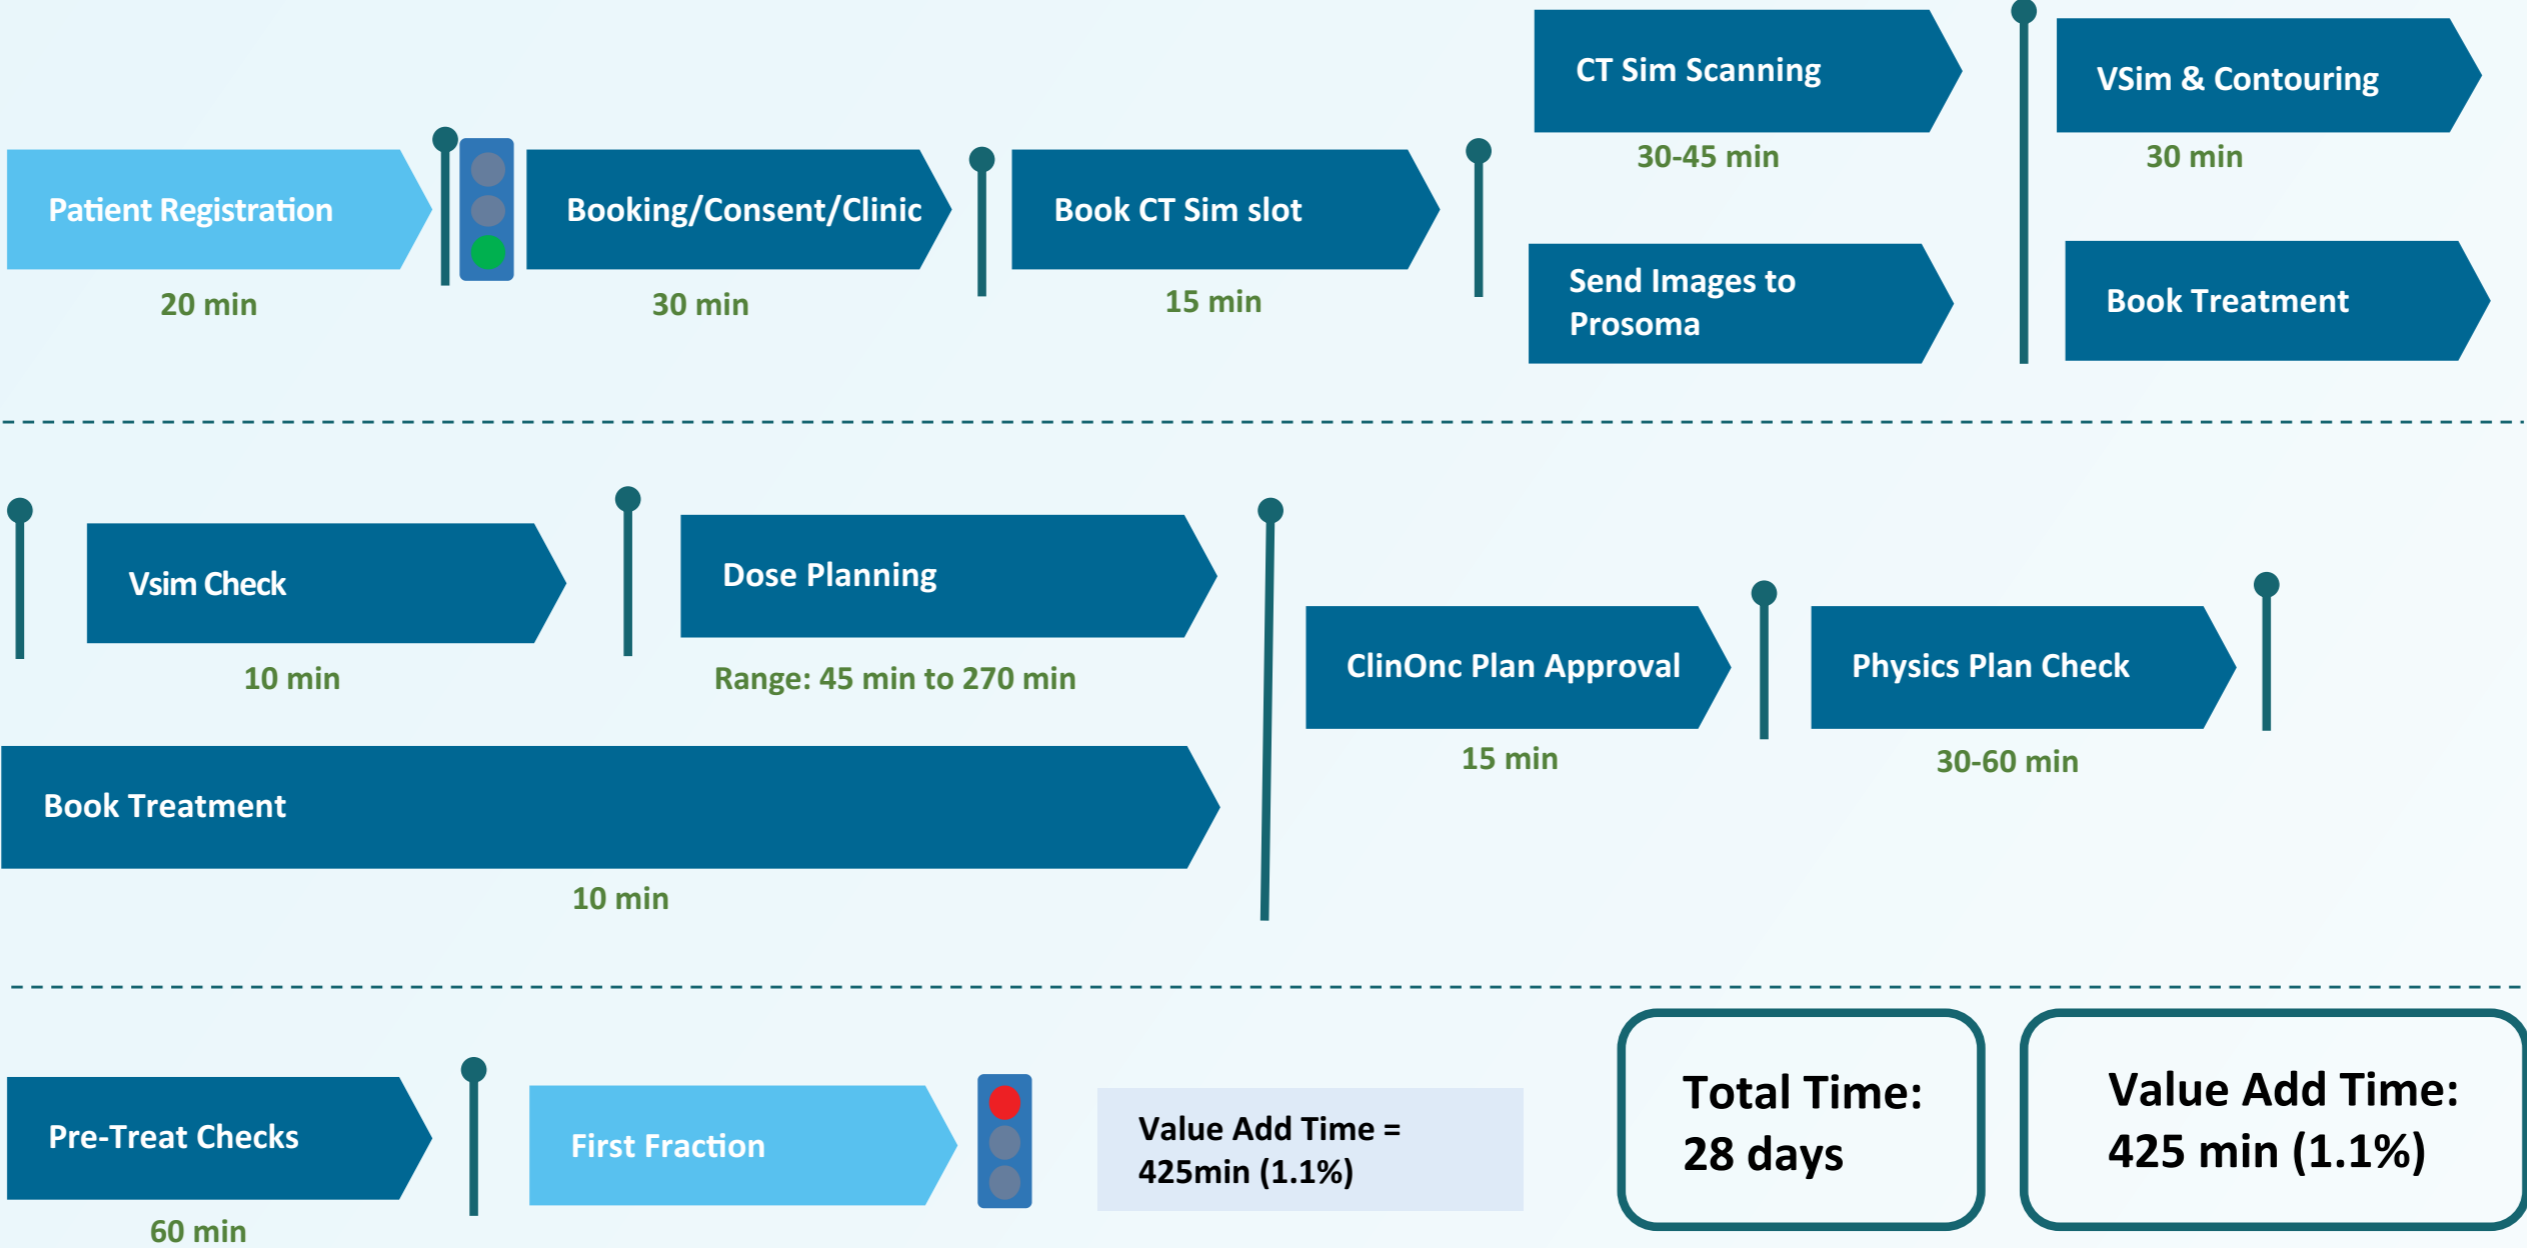 Patient Registration
20 min
Booking/Consent/Clinic
30 min
Book CT Sim slot
15 min
CT Sim Scanning
30-45 min
Send Images to
Prosoma
VSim & Contouring
30 min
Book Treatment
Vsim Check
10 min
Dose Planning
Range: 45 min to 270 min
Book Treatment
10 min
ClinOnc Plan Approval
15 min
Physics Plan Check
30-60 min
Pre-Treat Checks
60 min
First Fraction
Value Add Time =
425min (1.1%)
Total Time:
28 days
Value Add Time:
425 min (1.1%)